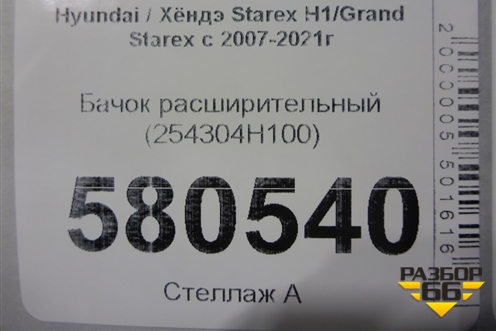 Hyundai / Хёндэ Starex H1/Grand
Starex с 2007-2021г
Бачок расширительный
(254304H100)
580540
Стеллаж А
2000005501616
РАЗБОР
66